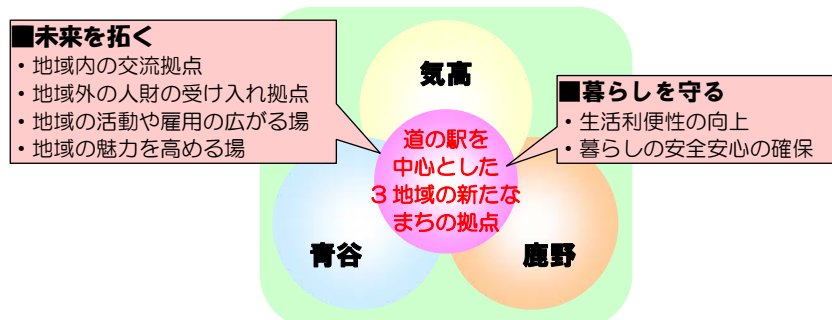 ■未来を拓く
・地域内の交流拠点
・地域外の人財の受け入れ拠点
・地域の活動や雇用の広がる場
・地域の魅力を高める場
気高
■暮らしを守る
・生活利便性の向上
・暮らしの安全安心の確保
道の駅を
中心とした
3地域の新たな
まちの拠点
青谷
鹿野